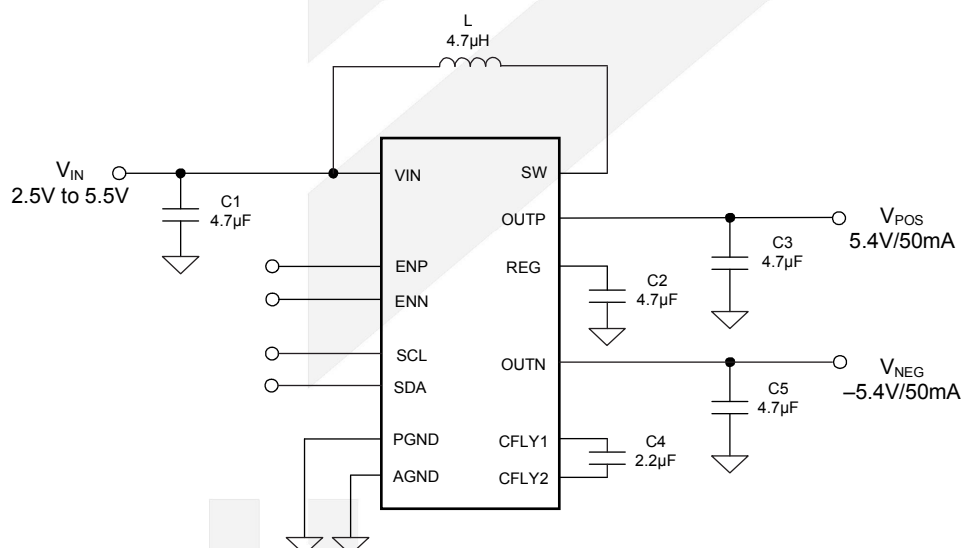 L
4.7µH
VIN
2.5V to 5.5V
C1
4.7µF
VIN
SW
OUTP
VPOS
5.4V/50mA
C3
4.7µF
ENP
REG
C2
4.7µF
ENN
SCL
OUTN
VNEG
–5.4V/50mA
SDA
C5
4.7µF
PGND
CFLY1
C4
2.2µF
AGND
CFLY2